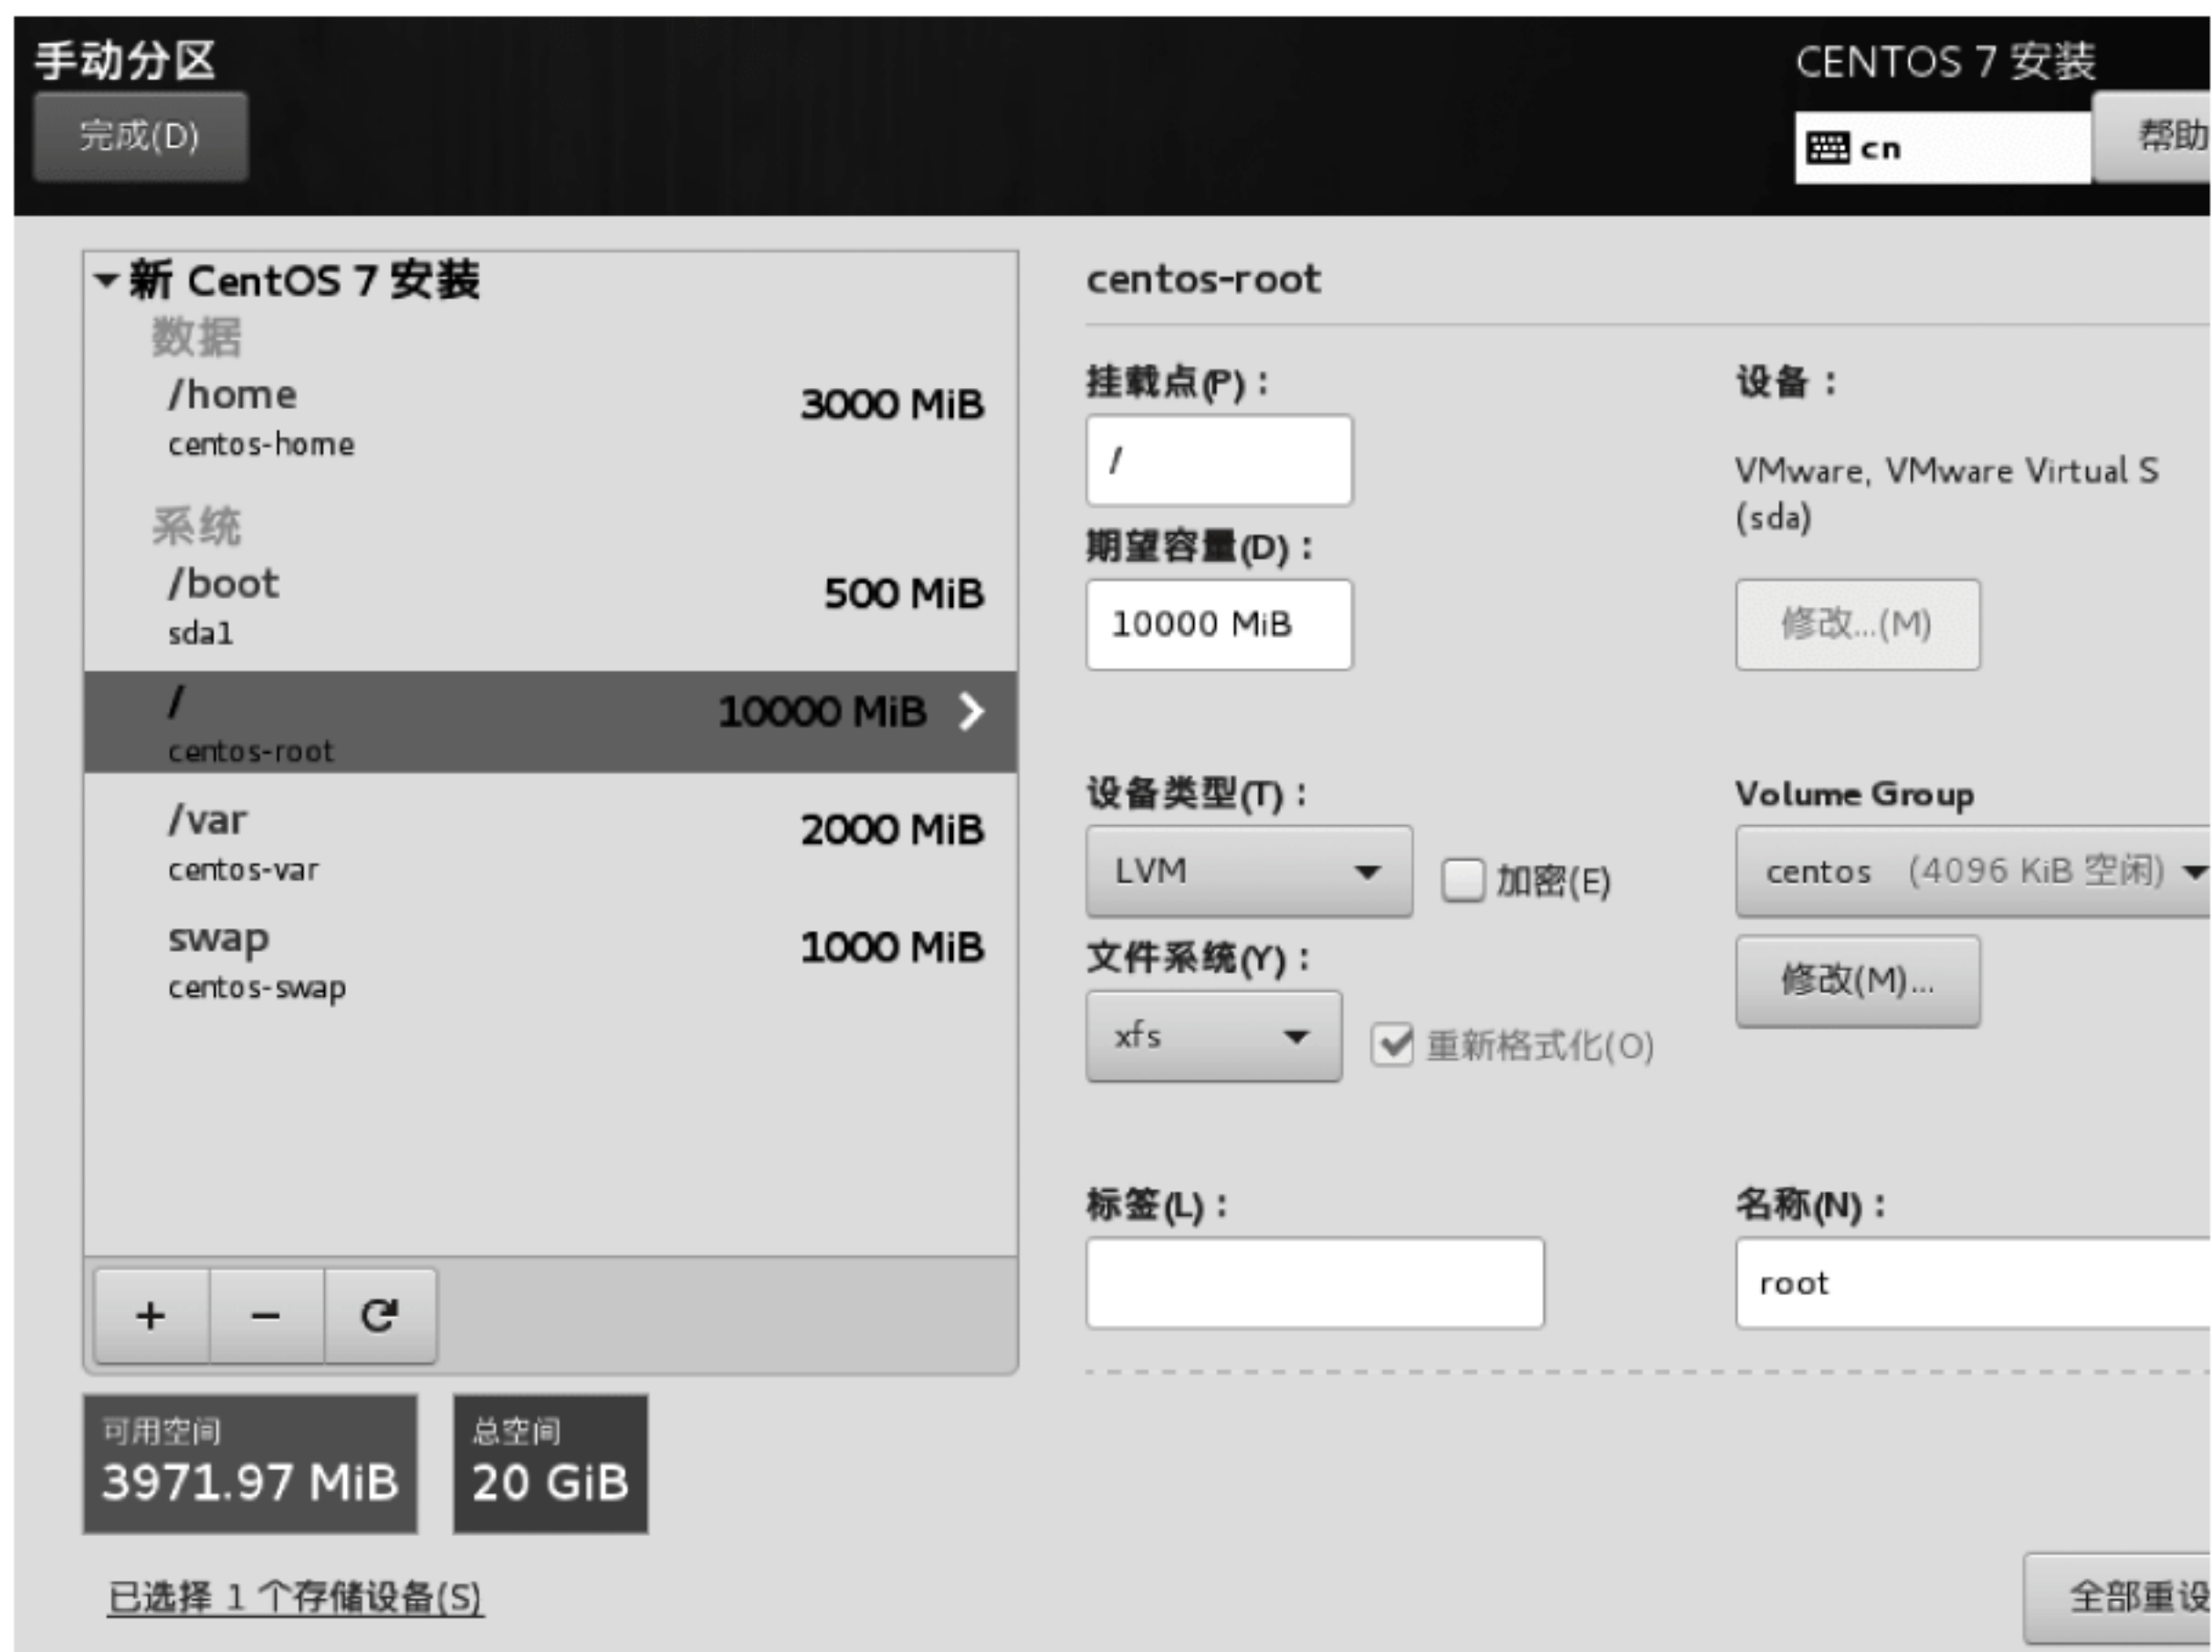 手动分区
CENTOS 7 安装
完成(D)
cn
帮助
新 CentOS 7 安装
数据
/home
3000 MiB
centos-home
系统
/boot
500 MiB
sda1
/
10000 MiB
centos-root
/var
2000 MiB
centos-var
swap
1000 MiB
centos-swap
+
-
可用空间
3971.97 MiB
总空间
20 GiB
已选择 1 个存储设备(S)
centos-root
挂载点(P)：
/
期望容量(D)：
10000 MiB
设备：
VMware, VMware Virtual S
(sda)
修改...(M)
设备类型(T)：
LVM
加密(E)
Volume Group
centos (4096 KiB 空闲)
文件系统(Y)：
xfs
重新格式化(O)
修改(M)...
标签(L)：
名称(N)：
root
全部重设